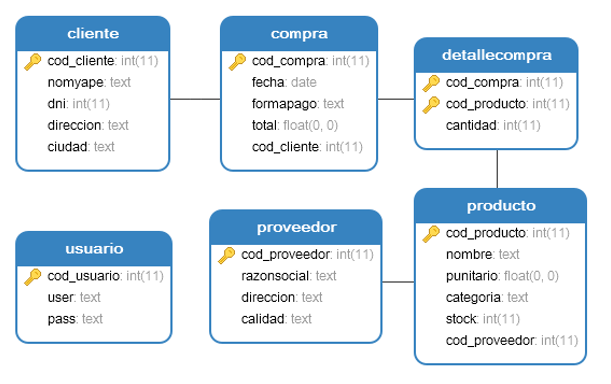 cliente
cod_cliente: int(11)
nomyape: text
dni: int(11)
direccion: text
ciudad: text
compra
cod_compra: int(11)
fecha: date
formapago: text
total: float(0, 0)
cod_cliente: int(11)
detallecompra
cod_compra: int(11)
cod_producto: int(11)
cantidad: int(11)
usuario
cod_usuario: int(11)
user: text
pass: text
proveedor
cod_proveedor: int(11)
razonsocial: text
direccion: text
calidad: text
producto
cod_producto: int(11)
nombre: text
punitario: float(0, 0)
categoria: text
stock: int(11)
cod_proveedor: int(11)